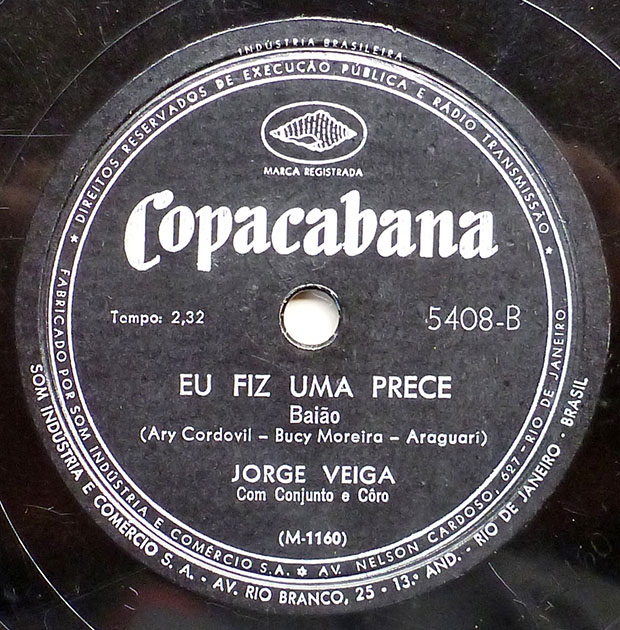 INDÚSTRIA BRASILEIRA
★ DIREITOS RESERVADOS DE EXECUÇÃO PÚBLICA E RÁDIO TRANSMISSÃO ★
MARCA REGISTRADA
Copacabana
Tempo: 2,32
5408-B
EU FIZ UMA PRECE
Baião
(Ary Cordovil – Bucy Moreira – Araguari)
JORGE VEIGA
Com Conjunto e Côro
(M-1160)
FABRICADO POR SOM INDÚSTRIA E COMÉRCIO S.A. ★ AV. NELSON CARDOSO, 627 - RIO DE JANEIRO
SOM INDUSTRIA E COMÉRCIO S. A. - AV. RIO BRANCO, 25 - 13.º AND. - RIO DE JANEIRO - BRASIL